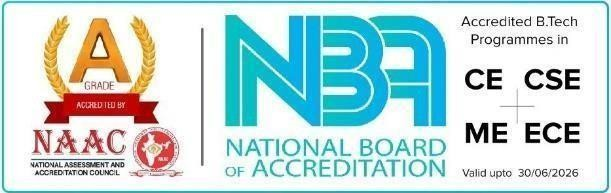 A
GRADE
ACCREDITED BY
NAAC
NATIONAL ASSESSMENT AND
ACCREDITATION COUNCIL
NBA
NATIONAL BOARD
OF ACCREDITATION
Accredited B.Tech
Programmes in
CE CSE
ME ECE
Valid upto 30/06/2026